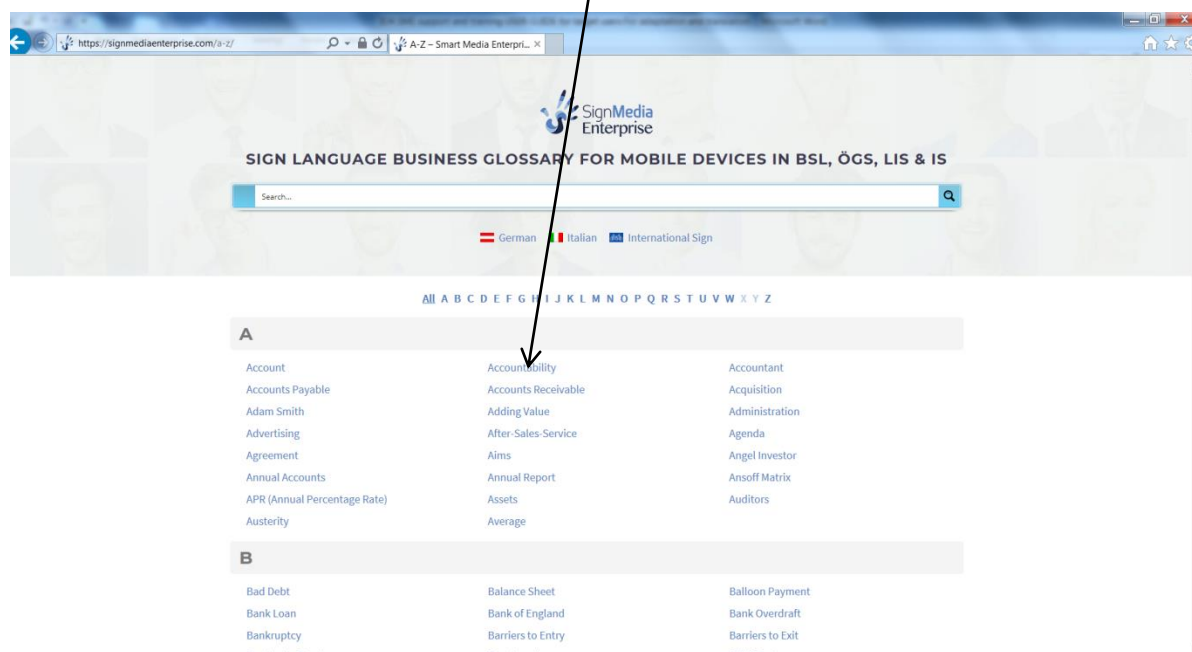 https://signmediaenterprise.com/a-z/
A-Z – Smart Media Enterpri...
SignMedia
Enterprise
SIGN LANGUAGE BUSINESS GLOSSARY FOR MOBILE DEVICES IN BSL, ÖGS, LIS & IS
Search...
German Italian International Sign
All A B C D E F G H I J K L M N O P Q R S T U V W X Y Z
A
Account Accountability Accountant
Accounts Payable Accounts Receivable Acquisition
Adam Smith Adding Value Administration
Advertising After-Sales-Service Agenda
Agreement Aims Angel Investor
Annual Accounts Annual Report Ansoff Matrix
APR (Annual Percentage Rate) Assets Auditors
Austerity Average
B
Bad Debt Balance Sheet Balloon Payment
Bank Loan Bank of England Bank Overdraft
Bankruptcy Barriers to Entry Barriers to Exit